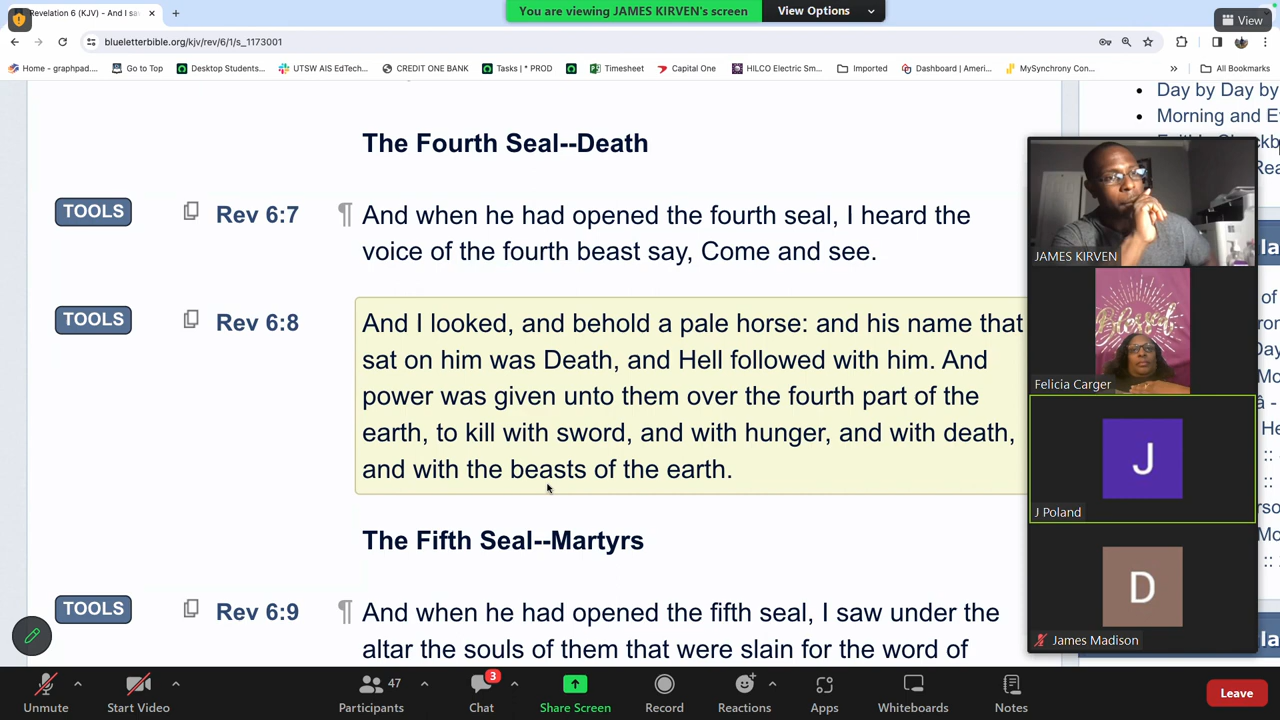 Revelation 6 (KJV) - And I sa
You are viewing JAMES KIRVEN's screen
View Options
View
blueletterbible.org/kjv/rev/6/1/s_1173001
Home - graphpad.... Go to Top Desktop Students... UTSW AIS EdTech... CREDIT ONE BANK Tasks | * PROD Timesheet Capital One HILCO Electric Sm... Imported Dashboard | Ameri... MySynchrony Con... » All Bookmarks
Day by Day by
Morning and E
The Fourth Seal--Death
TOOLS Rev 6:7 ¶ And when he had opened the fourth seal, I heard the
voice of the fourth beast say, Come and see.
TOOLS Rev 6:8 And I looked, and behold a pale horse: and his name that
sat on him was Death, and Hell followed with him. And
power was given unto them over the fourth part of the
earth, to kill with sword, and with hunger, and with death,
and with the beasts of the earth.
The Fifth Seal--Martyrs
TOOLS Rev 6:9 ¶ And when he had opened the fifth seal, I saw under the
altar the souls of them that were slain for the word of
JAMES KIRVEN
Blessed
Felicia Carger
J
J Poland
D
James Madison
Unmute
Start Video
47
Participants
3
Chat
Share Screen
Record
Reactions
Apps
Whiteboards
Notes
Leave